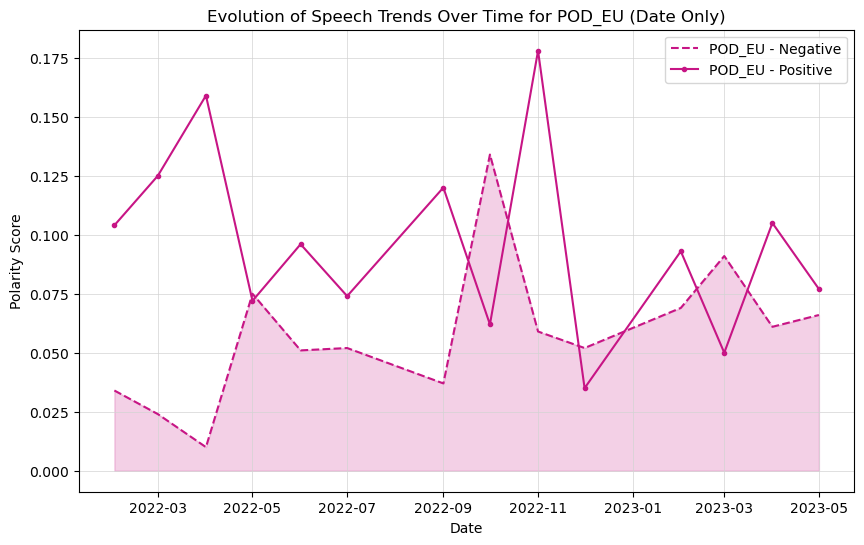 Evolution of Speech Trends Over Time for POD_EU (Date Only)
POD_EU - Negative
POD_EU - Positive
Polarity Score
0.175
0.150
0.125
0.100
0.075
0.050
0.025
0.000
2022-03 2022-05 2022-07 2022-09 2022-11 2023-01 2023-03 2023-05
Date